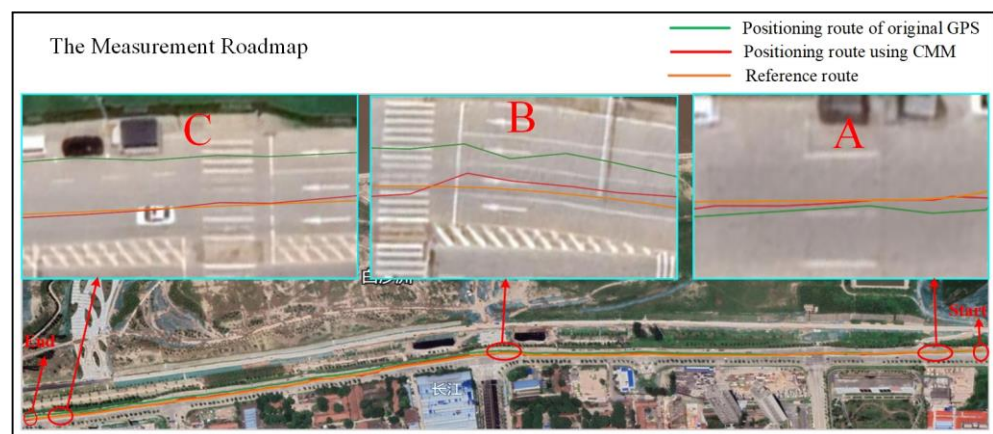 The Measurement Roadmap
Positioning route of original GPS
Positioning route using CMM
Reference route
C
B
A
Start
End
长江